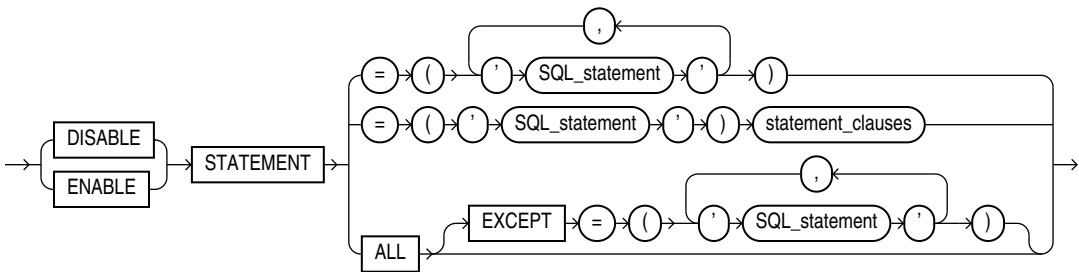 ,
= ( ' SQL_statement ' )
= ( ' SQL_statement ' ) statement_clauses
DISABLE
ENABLE
STATEMENT
,
EXCEPT = ( ' SQL_statement ' )
ALL